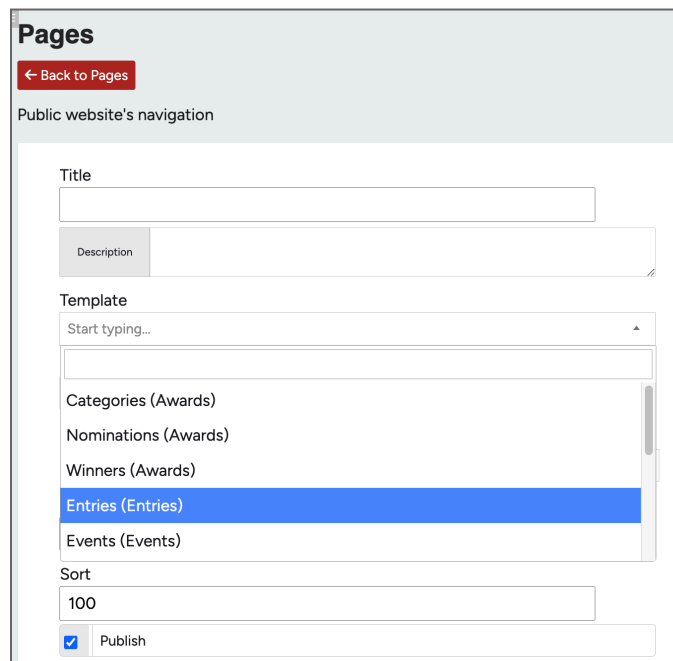 Pages
← Back to Pages
Public website's navigation
Title
Description
Template
Start typing...
Categories (Awards)
Nominations (Awards)
Winners (Awards)
Entries (Entries)
Events (Events)
Sort
100
Publish